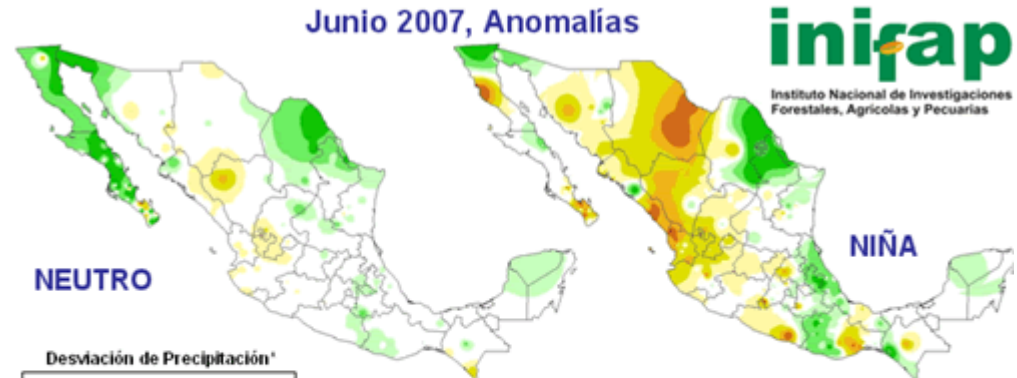 Junio 2007, Anomalías
inifap
Instituto Nacional de Investigaciones
Forestales, Agrícolas y Pecuarias
NEUTRO
NIÑA
Desviación de Precipitación*